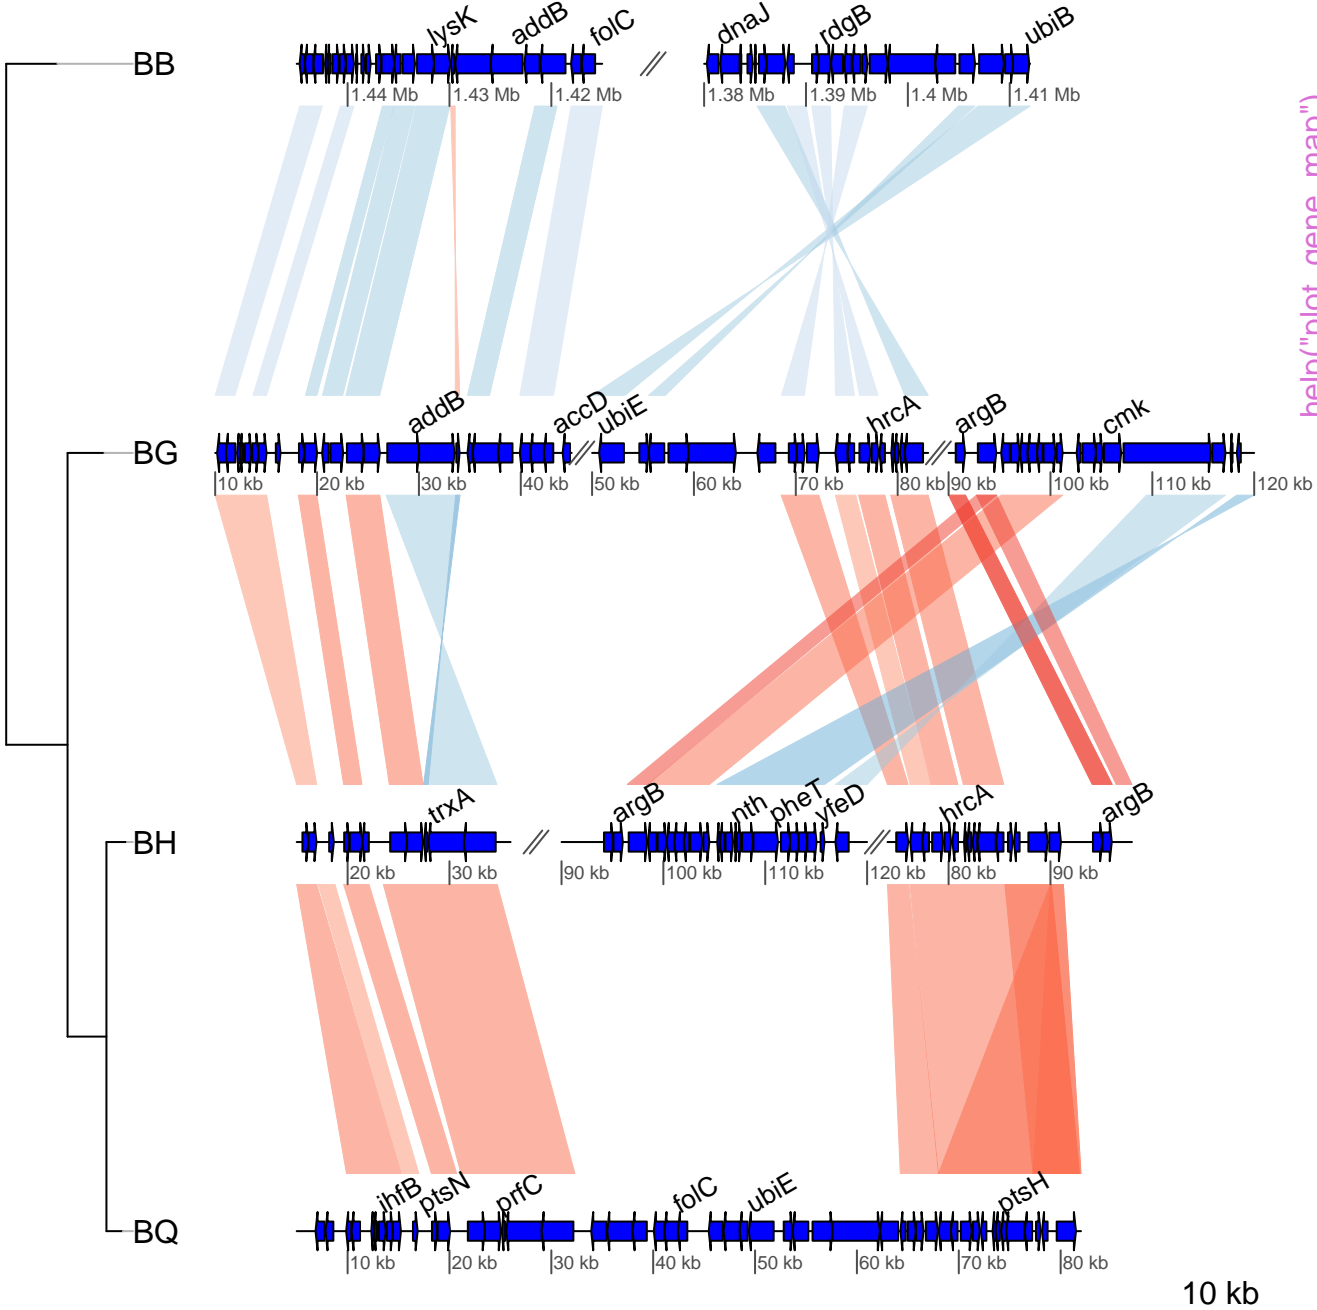 lysK addB folC dnaJ rdgB ubiB
BB
1.44 Mb 1.43 Mb 1.42 Mb 1.38 Mb 1.39 Mb 1.4 Mb 1.41 Mb
help("plot_gene_map")
addB accD ubiE hrcA argB cmk
BG
10 kb 20 kb 30 kb 40 kb 50 kb 60 kb 70 kb 80 kb 90 kb 100 kb 110 kb 120 kb
trxA argB nth pheT yfeD hrcA argB
BH
20 kb 30 kb 90 kb 100 kb 110 kb 120 kb 80 kb 90 kb
ihfB ptsN prfC folC ubiE ptsH
BQ
10 kb 20 kb 30 kb 40 kb 50 kb 60 kb 70 kb 80 kb
10 kb